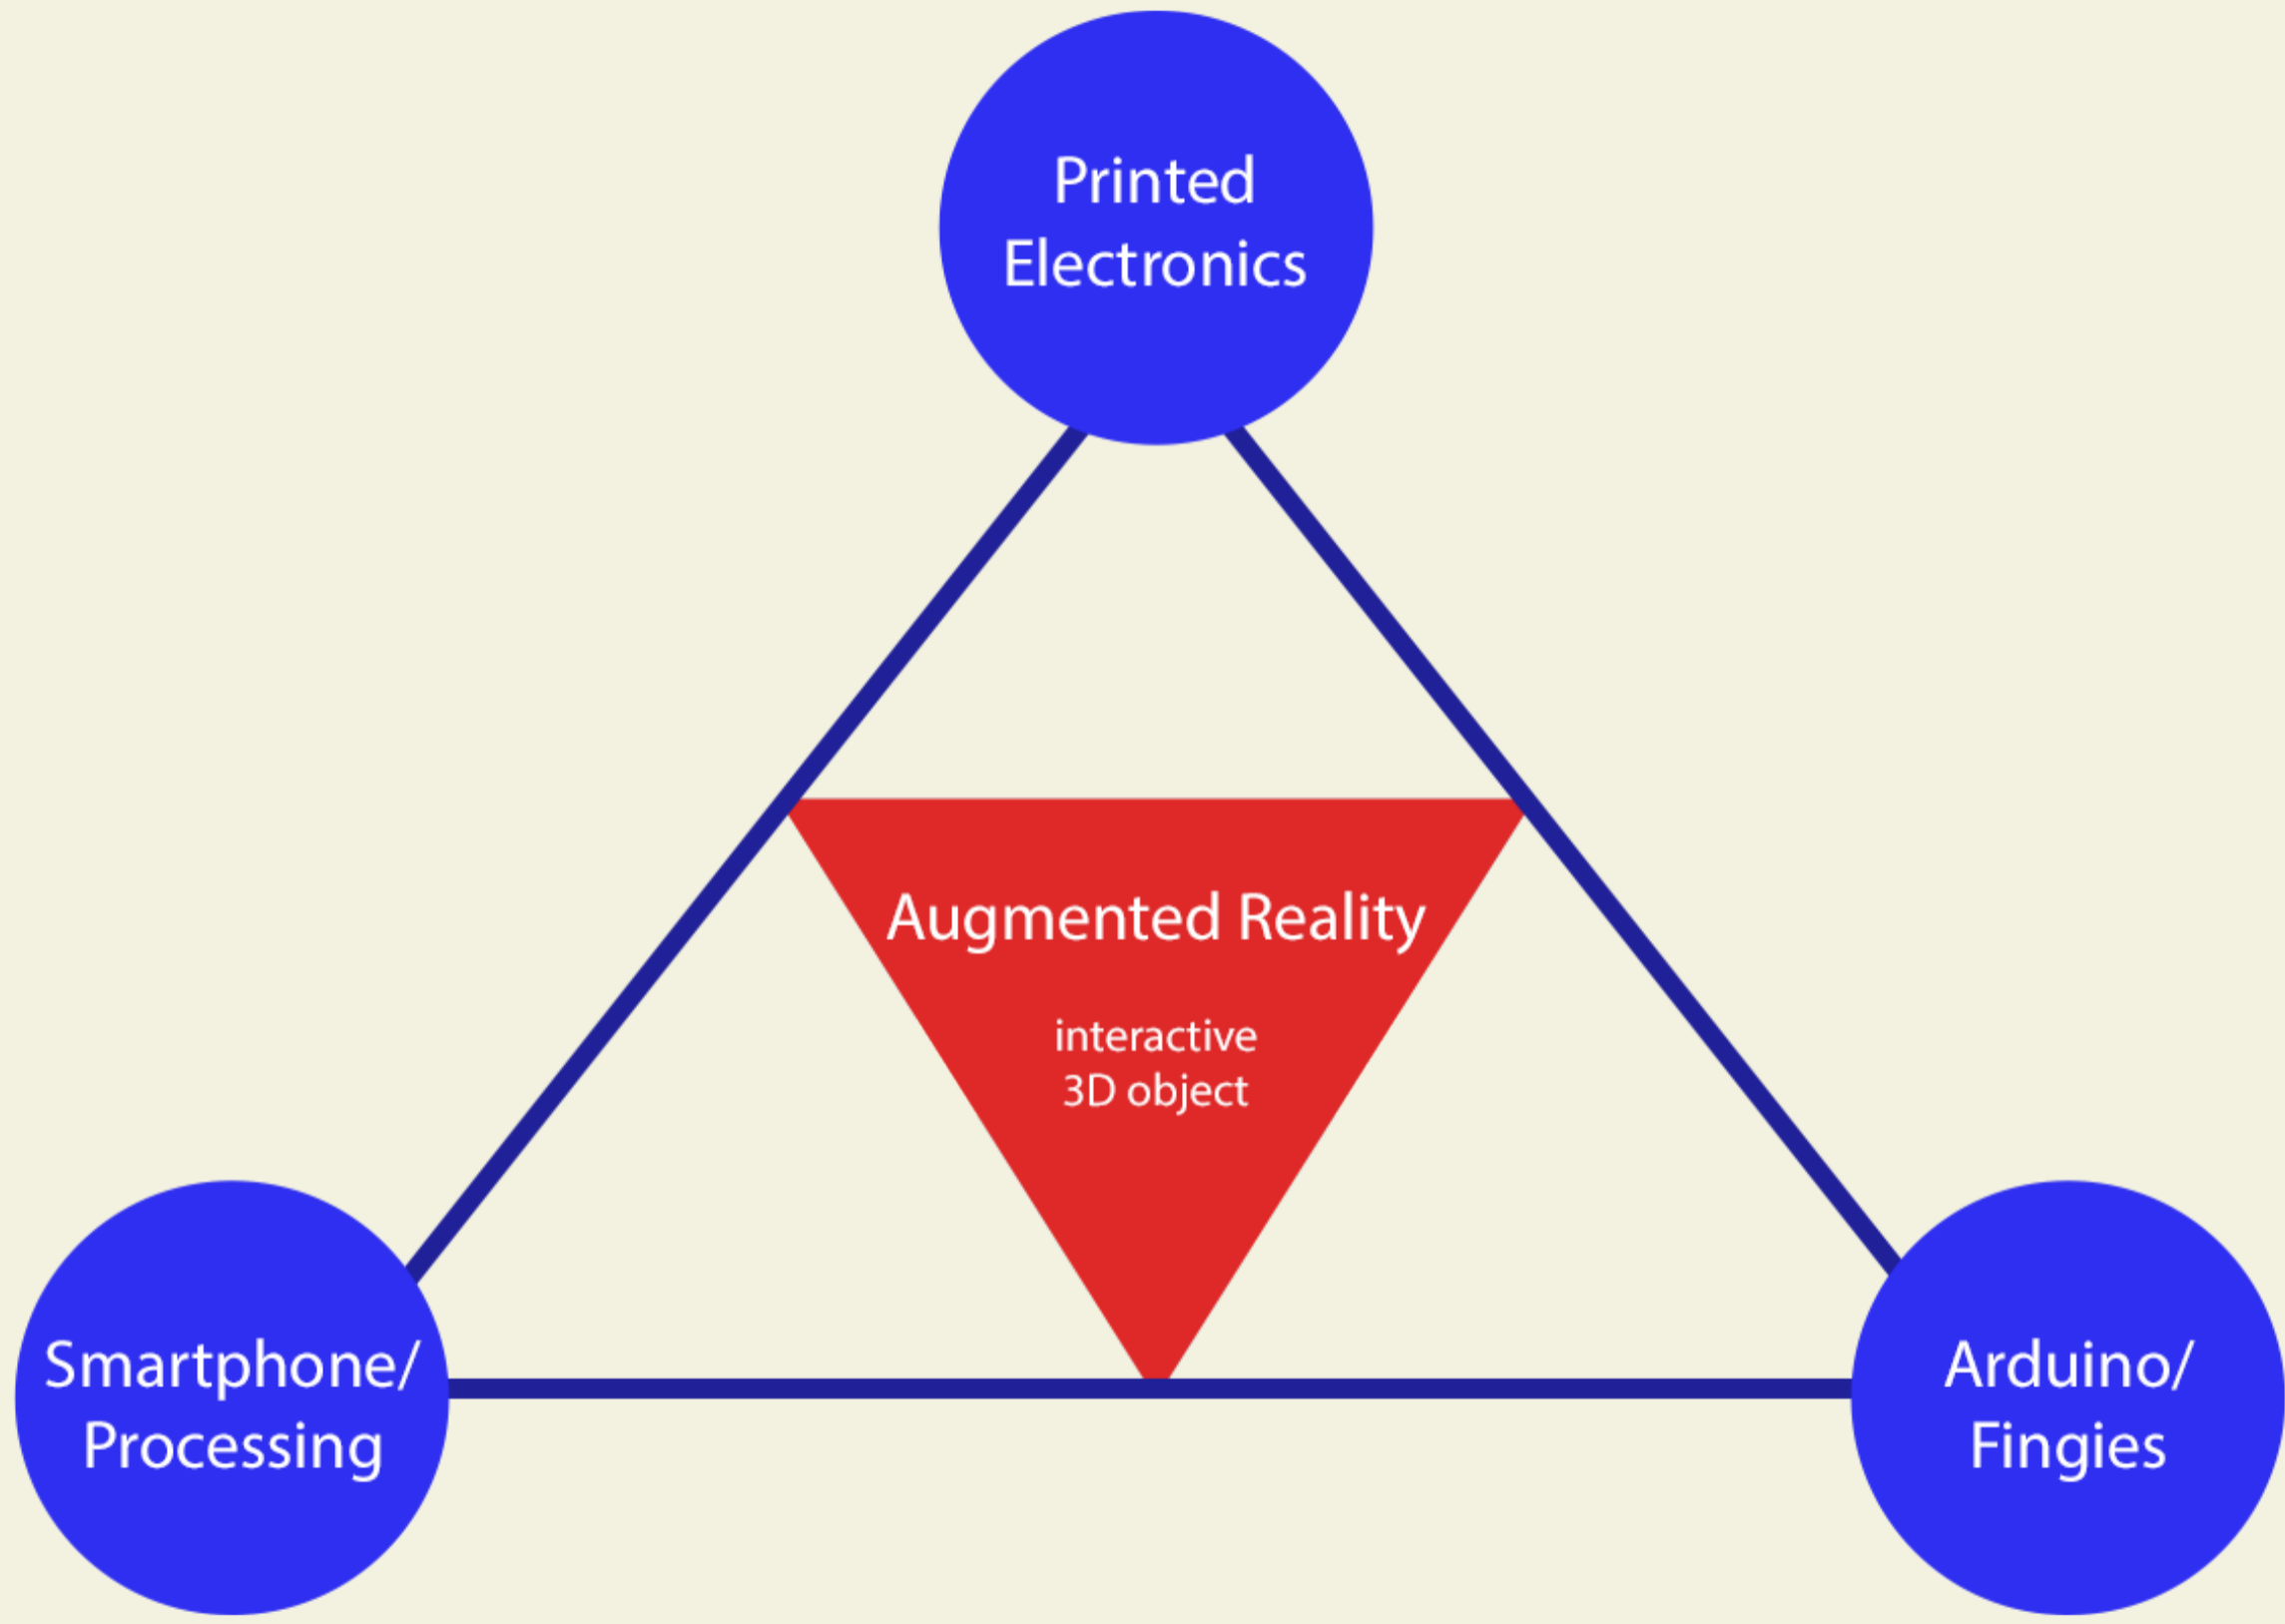 Printed
Electronics
Augmented Reality
interactive
3D object
Smartphone/
Processing
Arduino/
Fingies